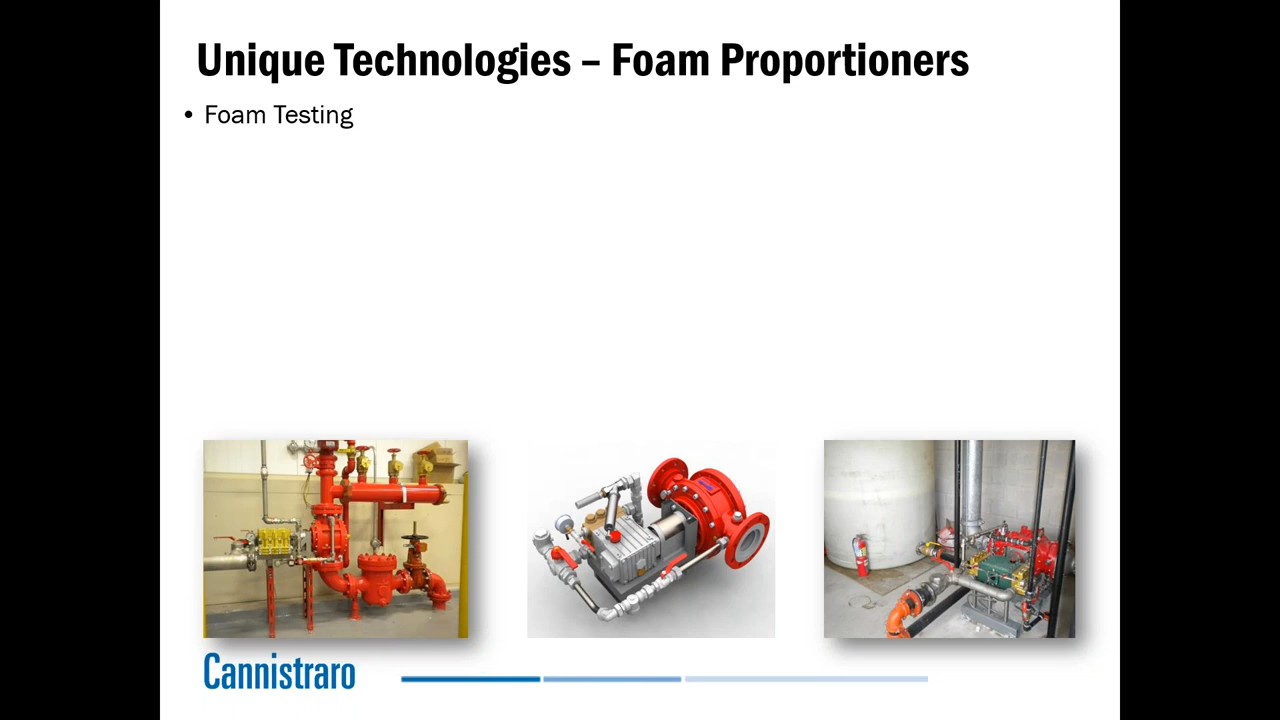 Unique Technologies – Foam Proportioners
• Foam Testing
Cannistraro